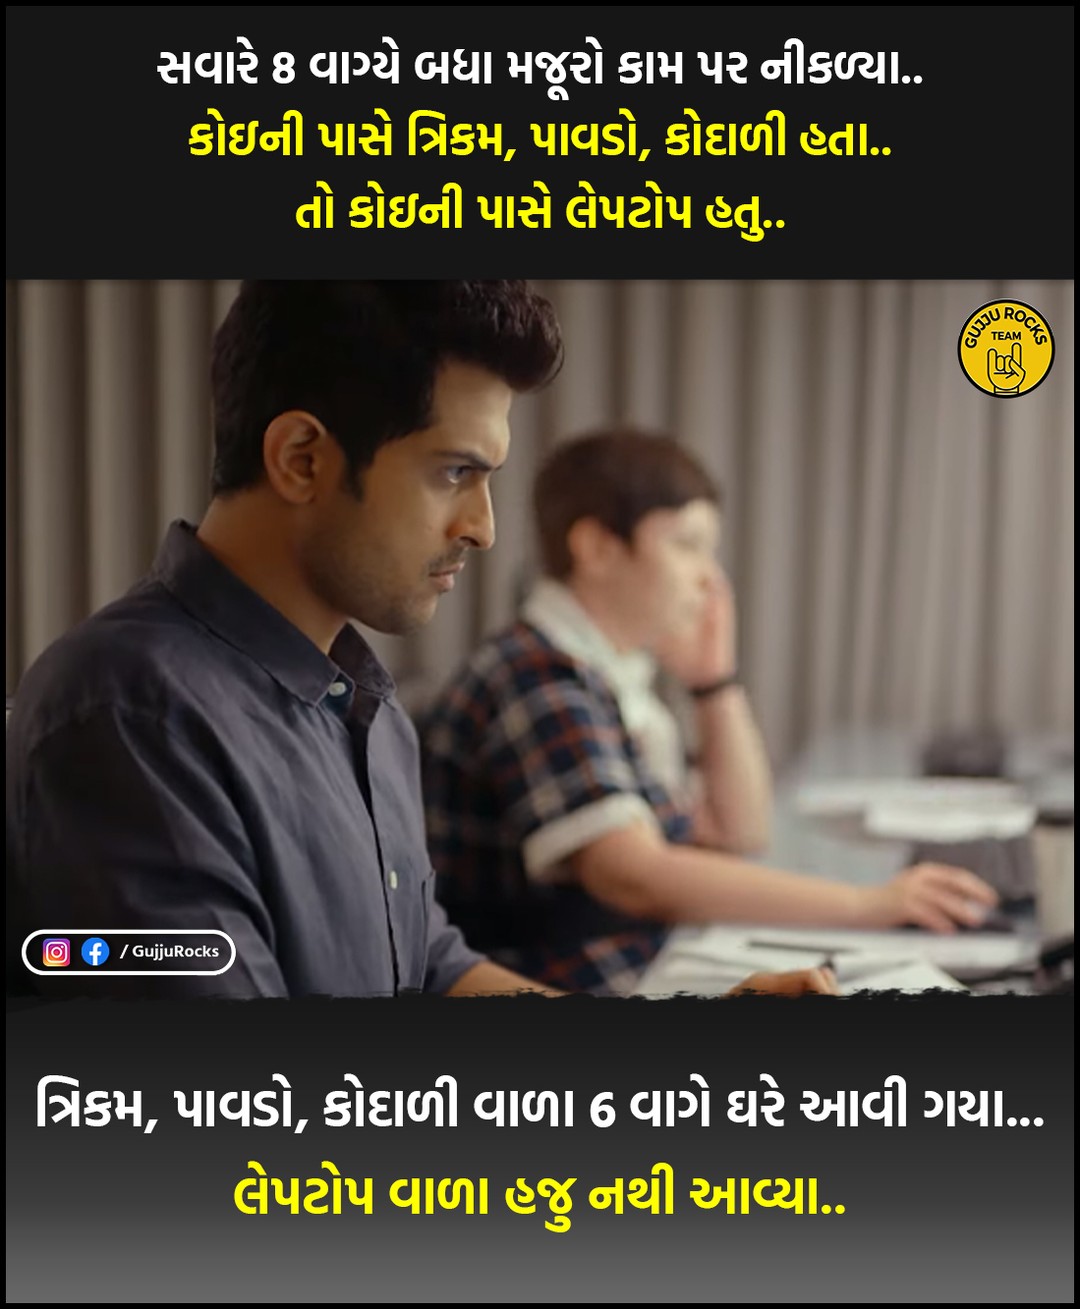 સવારે 8 વાગ્યે બધા મજૂરો કામ પર નીકળ્યા..
કોઇની પાસે ત્રિકમ, પાવડો, કોદાળી હતા..
તો કોઇની પાસે લેપટોપ હતુ..
GUJJU ROCKS
TEAM
/ GujjuRocks
ત્રિકમ, પાવડો, કોદાળી વાળા 6 વાગે ઘરે આવી ગયા...
લેપટોપ વાળા હજુ નથી આવ્યા..